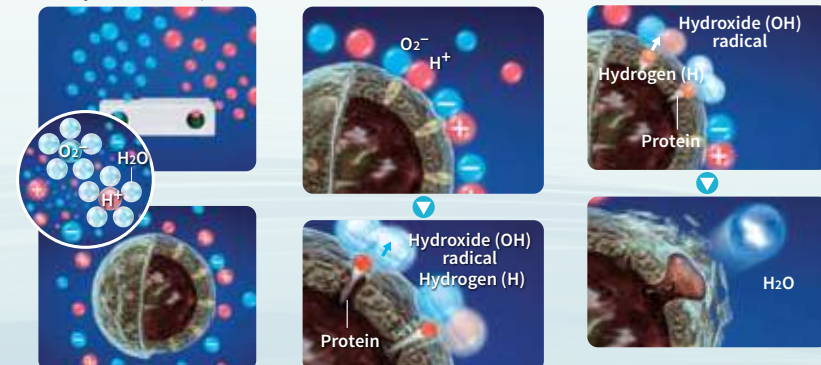 O2⁻
H2O
H⁺
O2⁻
H⁺
Hydroxide (OH)
radical
Hydrogen (H)
Protein
Hydroxide (OH)
radical
Hydrogen (H)
Protein
H2O